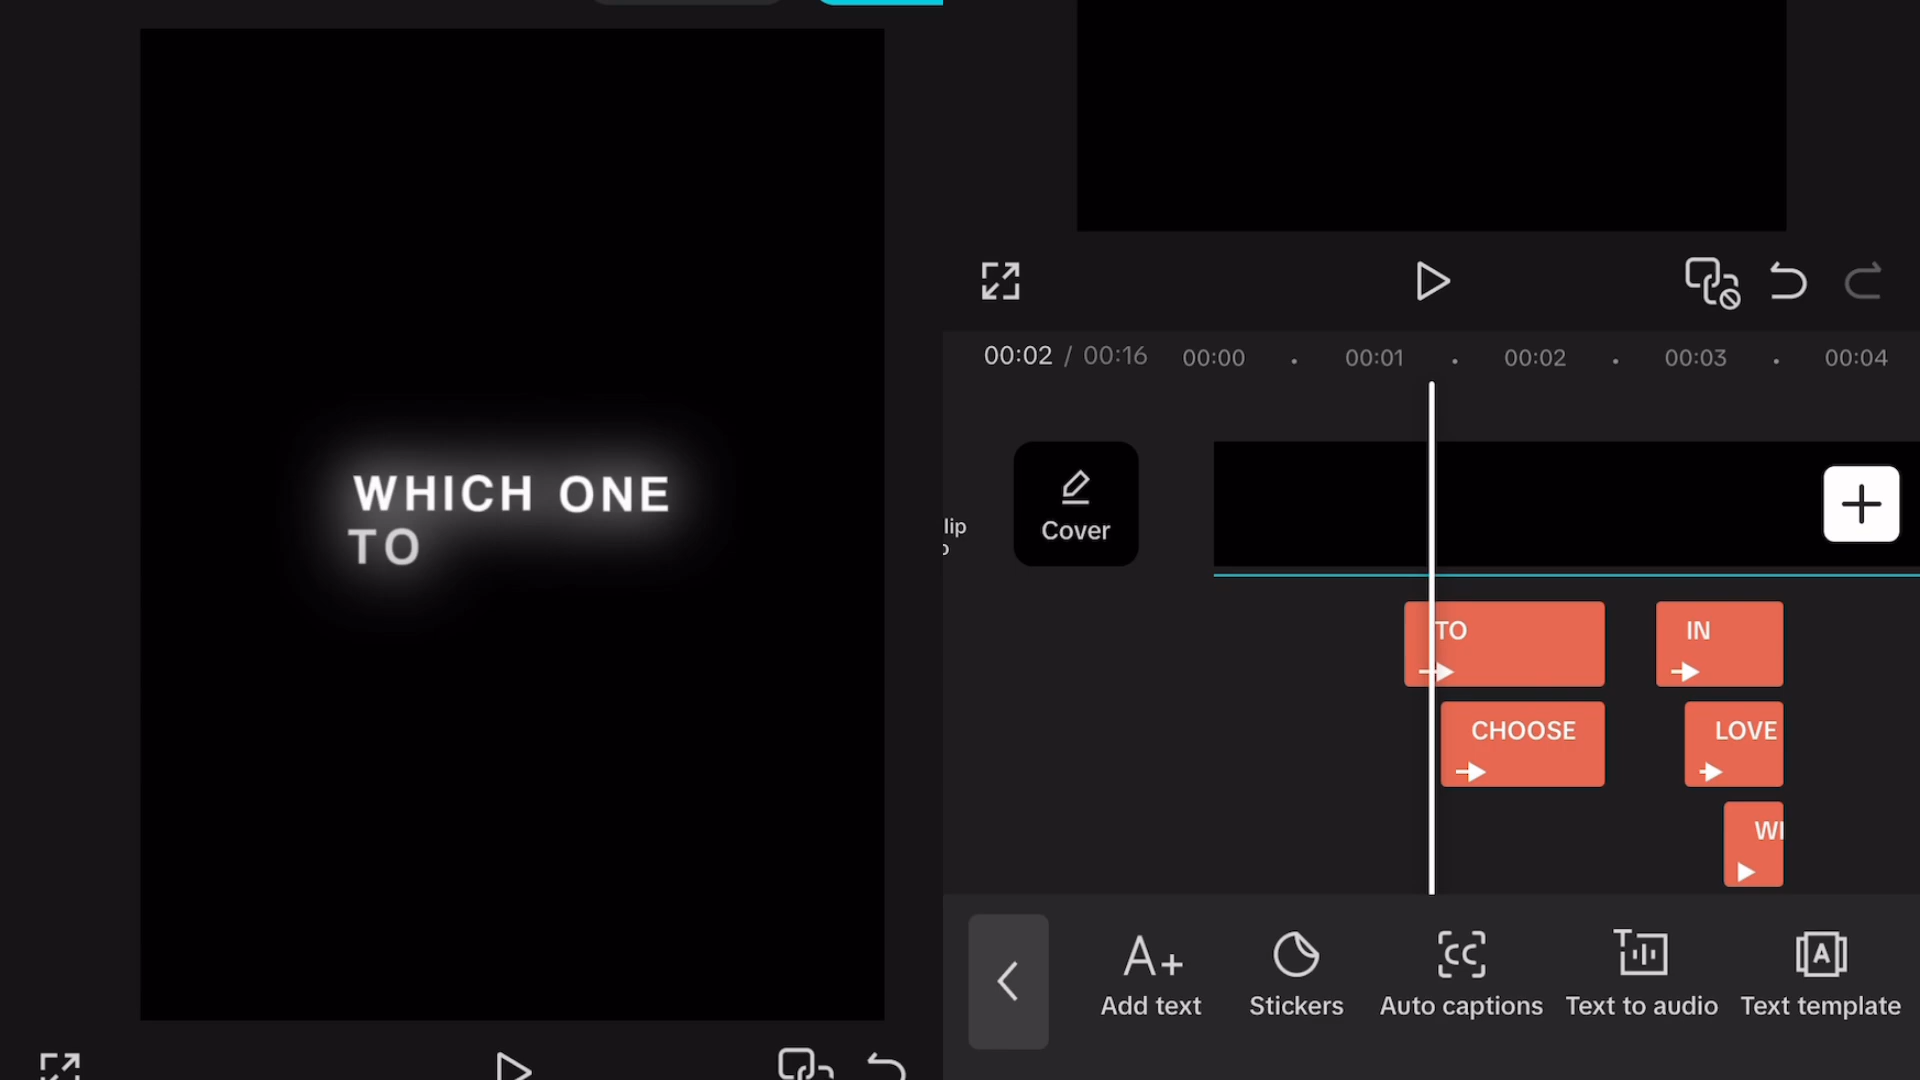 WHICH ONE
TO
00:02 / 00:16 00:00 00:01 00:02 00:03 00:04
lip
Cover
TO
IN
CHOOSE
LOVE
WI
A+
CC
T
A
Add text
Stickers
Auto captions
Text to audio
Text template